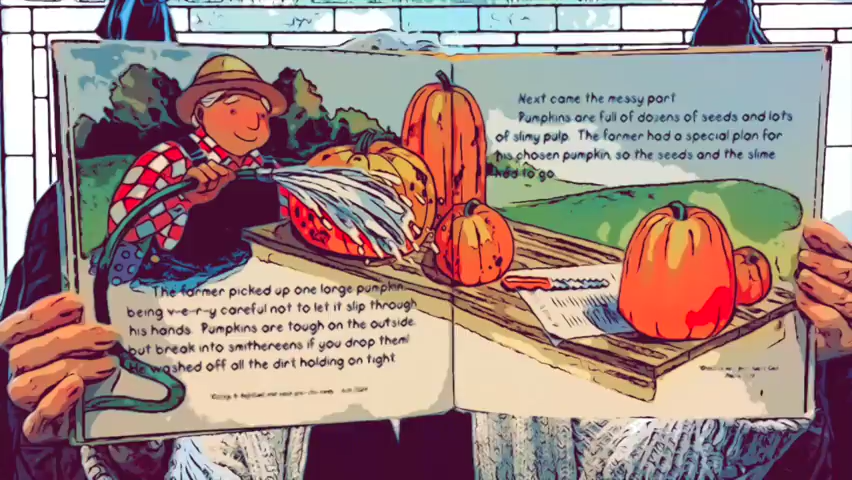 The farmer picked up one large pumpkin
being v-e-r-y careful not to let it slip through
his hands. Pumpkins are tough on the outside
but break into smithereens if you drop them!
He washed off all the dirt holding on tight
Next came the messy part
Pumpkins are full of dozens of seeds and lots
of slimy pulp. The farmer had a special plan for
his chosen pumpkin so the seeds and the slime
had to go